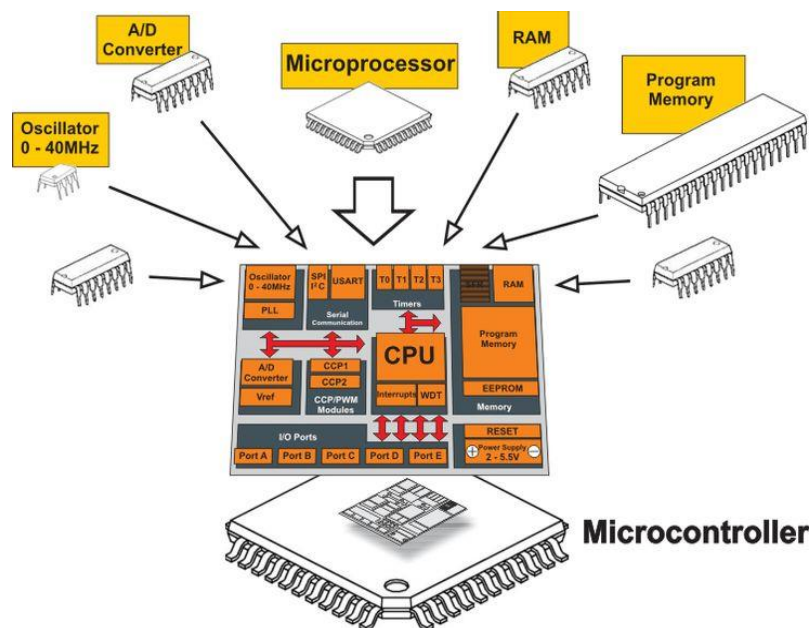 A/D
Converter
Microprocessor
RAM
Program
Memory
Oscillator
0 - 40MHz
Oscillator
0 - 40MHz
PLL
SPI
I²C
USART
Serial
Communication
T0 T1 T2 T3
Timers
SFR
RAM
Program
Memory
EEPROM
Memory
A/D
Converter
Vref
CCP1
CCP2
CCP/PWM
Modules
CPU
Interrupts WDT
I/O Ports
Port A Port B Port C Port D Port E
RESET
Power Supply
2 - 5.5V
Microcontroller